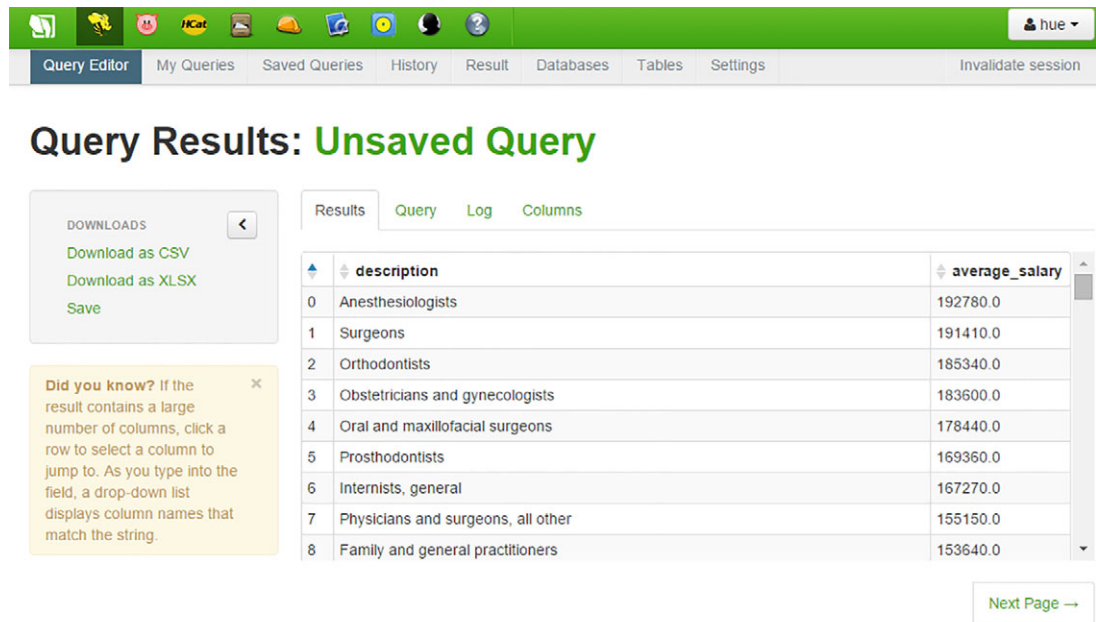 HCat
hue
Query Editor My Queries Saved Queries History Result Databases Tables Settings Invalidate session
Query Results: Unsaved Query
DOWNLOADS
Download as CSV
Download as XLSX
Save
Did you know? If the
result contains a large
number of columns, click a
row to select a column to
jump to. As you type into the
field, a drop-down list
displays column names that
match the string.
Results Query Log Columns
description average_salary
0 Anesthesiologists 192780.0
1 Surgeons 191410.0
2 Orthodontists 185340.0
3 Obstetricians and gynecologists 183600.0
4 Oral and maxillofacial surgeons 178440.0
5 Prosthodontists 169360.0
6 Internists, general 167270.0
7 Physicians and surgeons, all other 155150.0
8 Family and general practitioners 153640.0
Next Page →